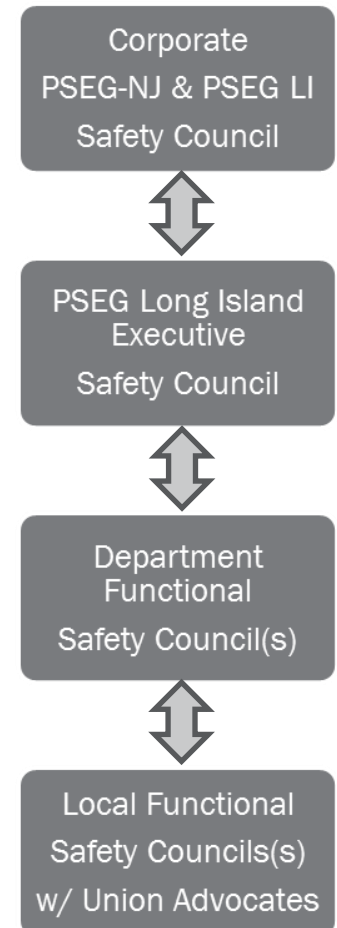 Corporate
PSEG-NJ & PSEG LI
Safety Council
PSEG Long Island
Executive
Safety Council
Department
Functional
Safety Council(s)
Local Functional
Safety Councils(s)
w/ Union Advocates